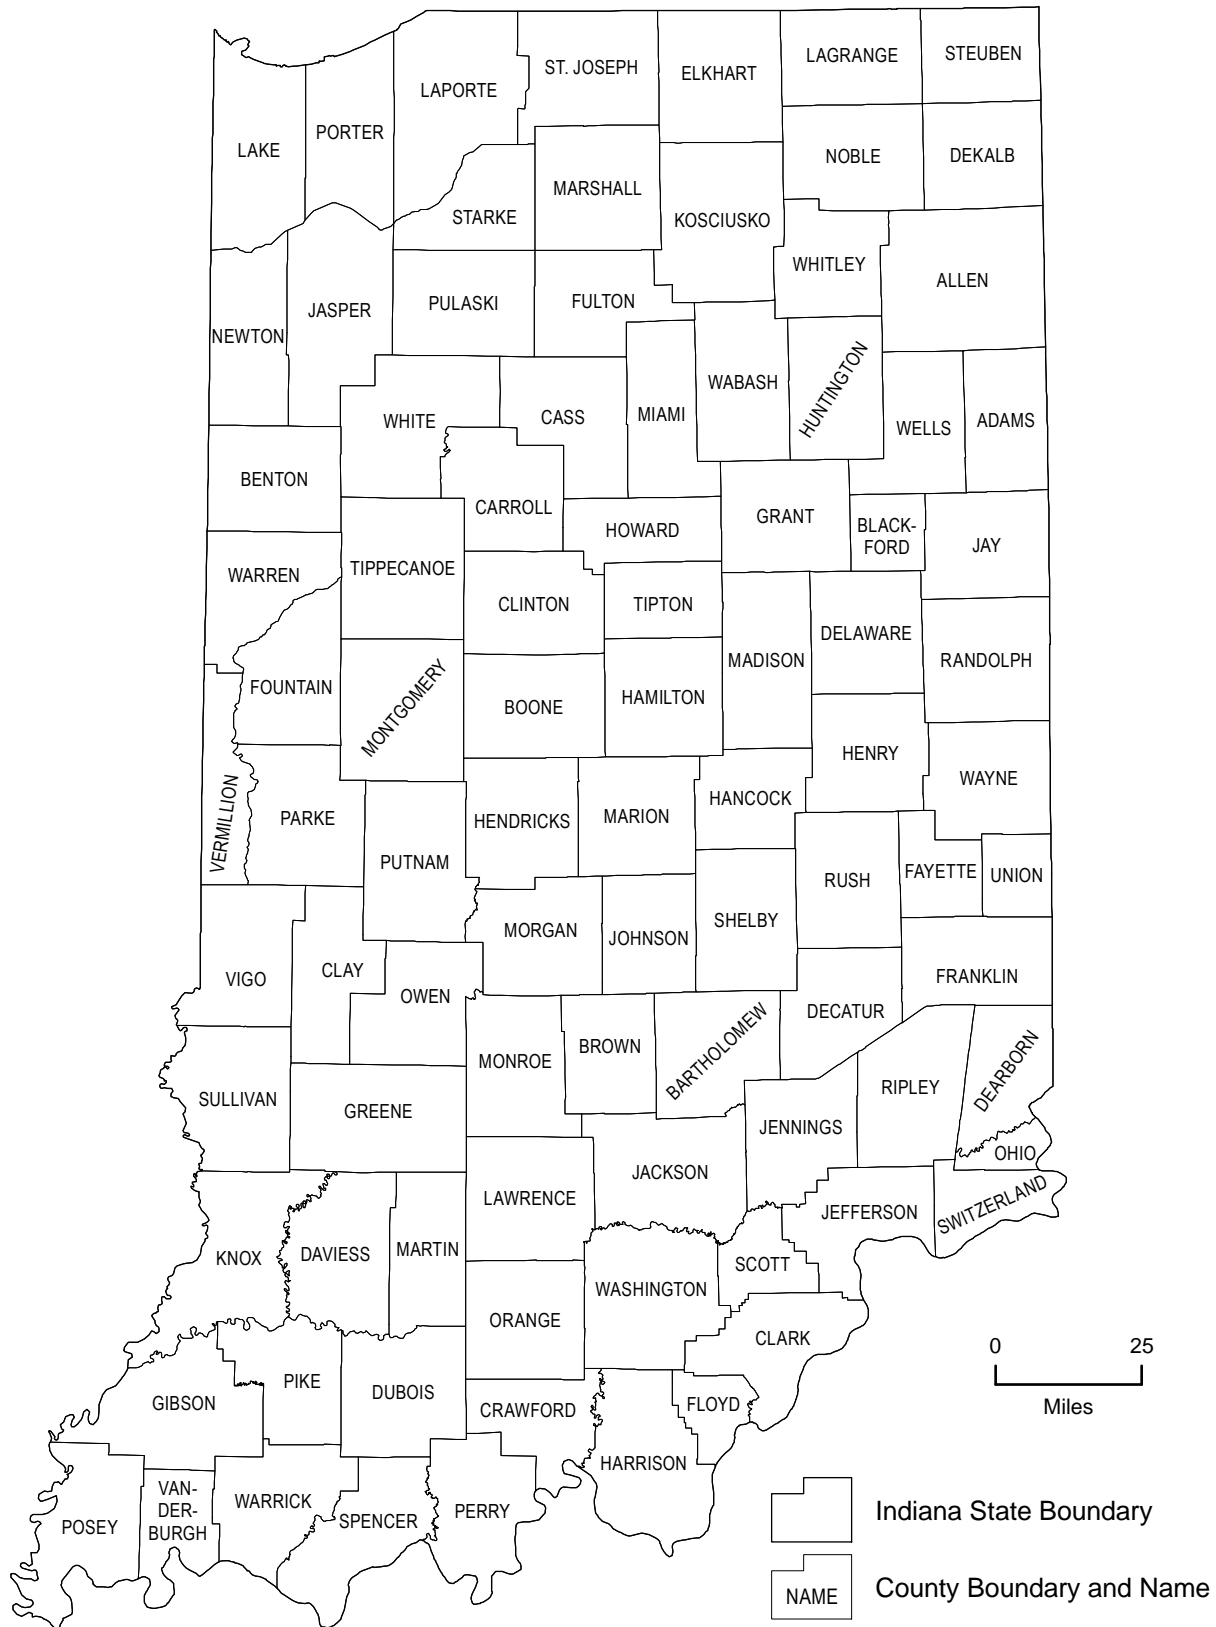 LAGRANGE
STEUBEN
ST. JOSEPH
ELKHART
LAPORTE
PORTER
LAKE
NOBLE
DEKALB
MARSHALL
STARKE
KOSCIUSKO
WHITLEY
ALLEN
PULASKI
FULTON
JASPER
NEWTON
WABASH
HUNTINGTON
MIAMI
CASS
WHITE
WELLS
ADAMS
BENTON
CARROLL
GRANT
HOWARD
BLACK-
FORD
JAY
TIPPECANOE
WARREN
CLINTON
TIPTON
DELAWARE
MADISON
RANDOLPH
FOUNTAIN
MONTGOMERY
BOONE
HAMILTON
HENRY
WAYNE
HANCOCK
VERMILLION
PARKE
HENDRICKS
MARION
PUTNAM
RUSH
FAYETTE
UNION
SHELBY
MORGAN
JOHNSON
VIGO
CLAY
OWEN
FRANKLIN
DECATUR
BROWN
BARTHOLOMEW
MONROE
DEARBORN
RIPLEY
SULLIVAN
GREENE
JENNINGS
OHIO
JACKSON
LAWRENCE
SWITZERLAND
JEFFERSON
KNOX
DAVIESS
MARTIN
SCOTT
WASHINGTON
ORANGE
CLARK
0 25
Miles
PIKE
DUBOIS
GIBSON
CRAWFORD
FLOYD
HARRISON
VAN-
DER-
BURGH
WARRICK
POSEY
SPENCER
PERRY
Indiana State Boundary
NAME
County Boundary and Name